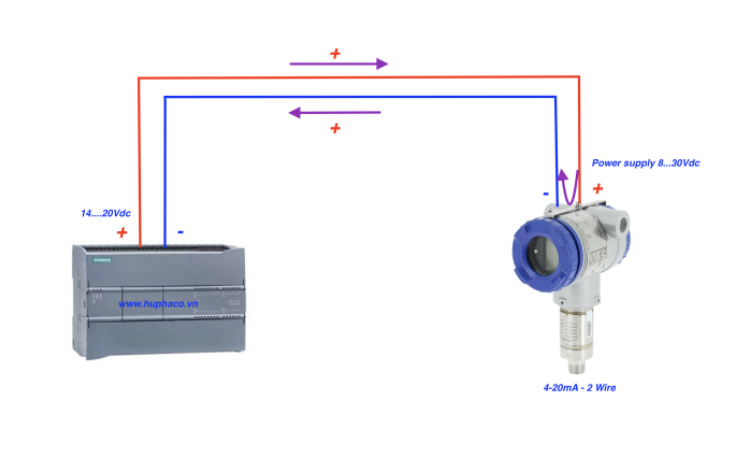 +
+
Power supply 8...30Vdc
-
+
14....20Vdc
+
-
SIEMENS
www.huphaco.vn
4-20mA - 2 Wire